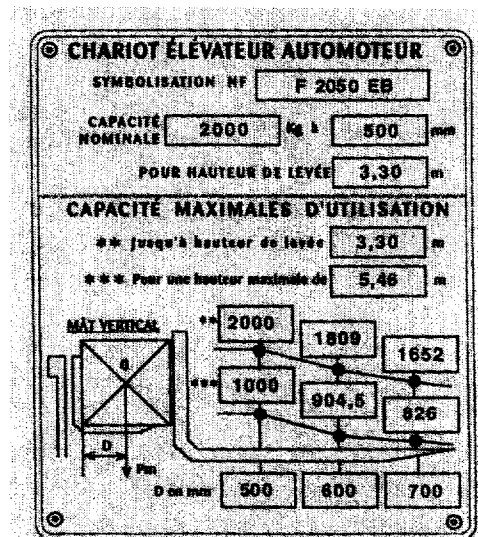 CHARIOT ÉLÉVATEUR AUTOMOTEUR
SYMBOLISATION NF F 2050 EB
CAPACITÉ NOMINALE 2000 Kg à 500 mm
POUR HAUTEUR DE LEVÉE 3,30 m
CAPACITÉ MAXIMALES D'UTILISATION
** jusqu'à hauteur de levée 3,30 m
*** Pour une hauteur maximale de 5,46 m
MÂT VERTICAL
** 2000 1809 1652
G
*** 1000 904,5 826
D
Pm
D en mm 500 600 700